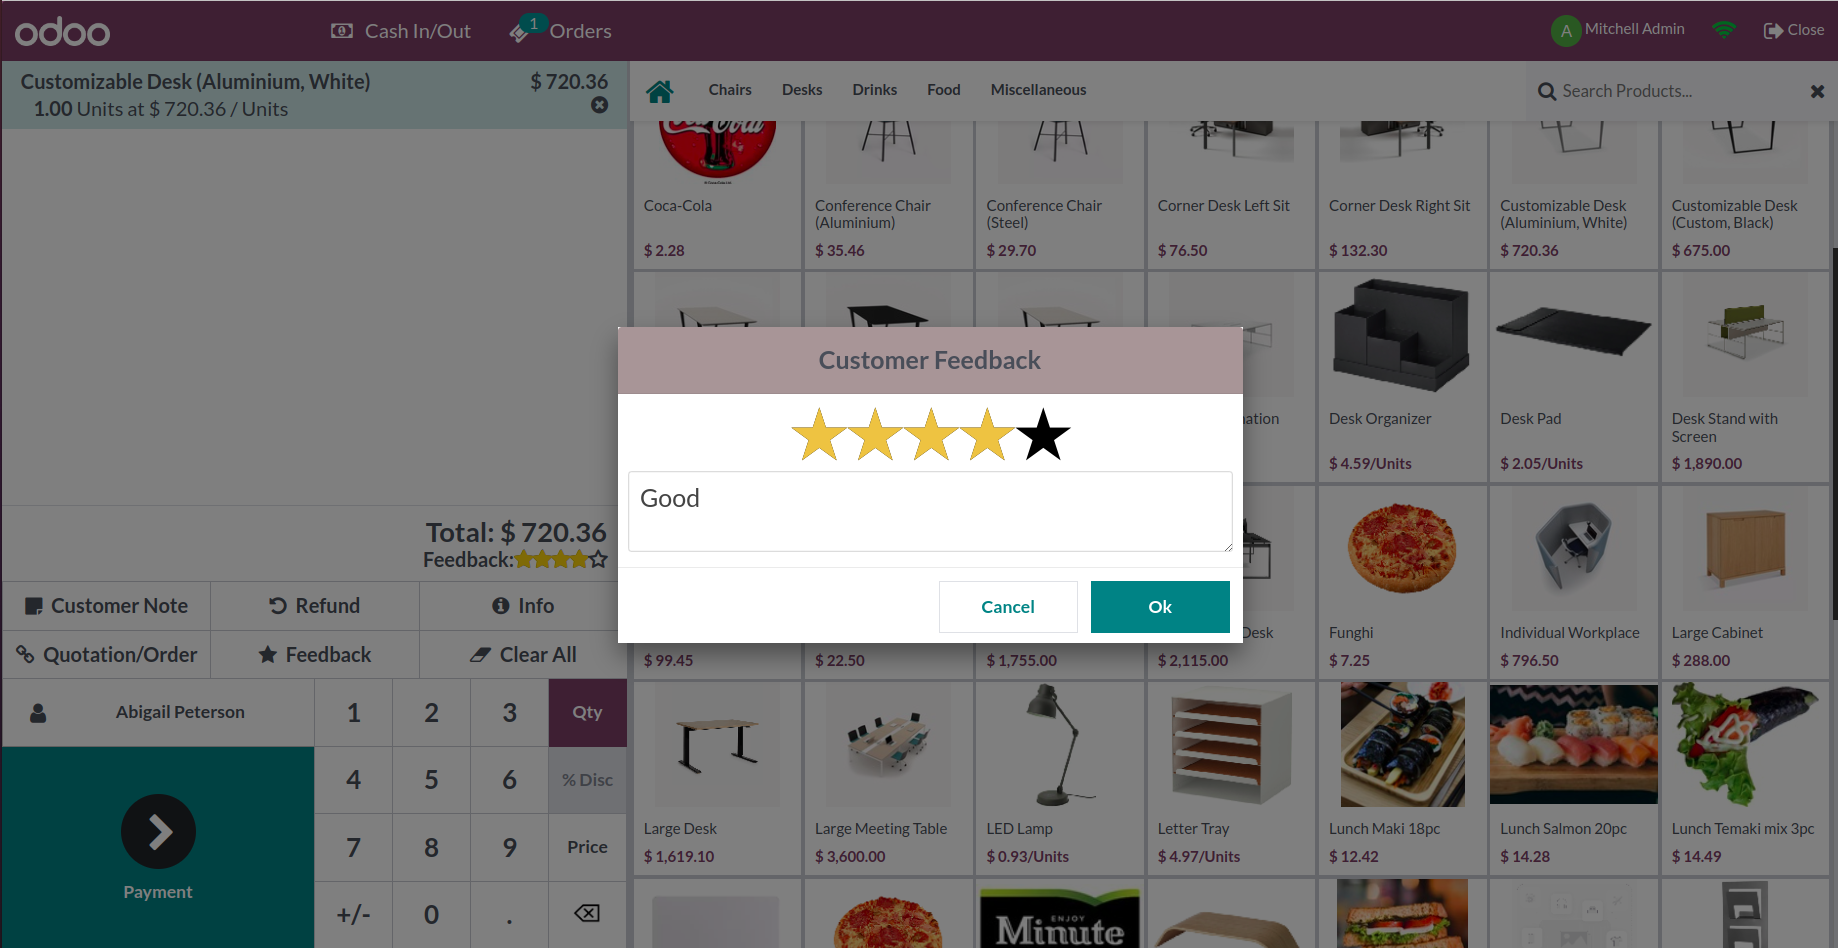 odoo
Cash In/Out
1
Orders
A
Mitchell Admin
Close
Customizable Desk (Aluminium, White)
$ 720.36
1.00 Units at $ 720.36 / Units
Chairs
Desks
Drinks
Food
Miscellaneous
Search Products...
Coca-Cola
$ 2.28
Conference Chair
(Aluminium)
$ 35.46
Conference Chair
(Steel)
$ 29.70
Corner Desk Left Sit
$ 76.50
Corner Desk Right Sit
$ 132.30
Customizable Desk
(Aluminium, White)
$ 720.36
Customizable Desk
(Custom, Black)
$ 675.00
Desk Organizer
$ 4.59/Units
Desk Pad
$ 2.05/Units
Desk Stand with
Screen
$ 1,890.00
Customer Feedback
Good
Cancel
Ok
Total: $ 720.36
Feedback:
Customer Note
Refund
Info
Quotation/Order
Feedback
Clear All
Abigail Peterson
1
2
3
Qty
4
5
6
% Disc
7
8
9
Price
+/-
0
.
Payment
$ 99.45
$ 22.50
$ 1,755.00
Desk
$ 2,115.00
Funghi
$ 7.25
Individual Workplace
$ 796.50
Large Cabinet
$ 288.00
Large Desk
$ 1,619.10
Large Meeting Table
$ 3,600.00
LED Lamp
$ 0.93/Units
Letter Tray
$ 4.97/Units
Lunch Maki 18pc
$ 12.42
Lunch Salmon 20pc
$ 14.28
Lunch Temaki mix 3pc
$ 14.49
ENJOY
Minute